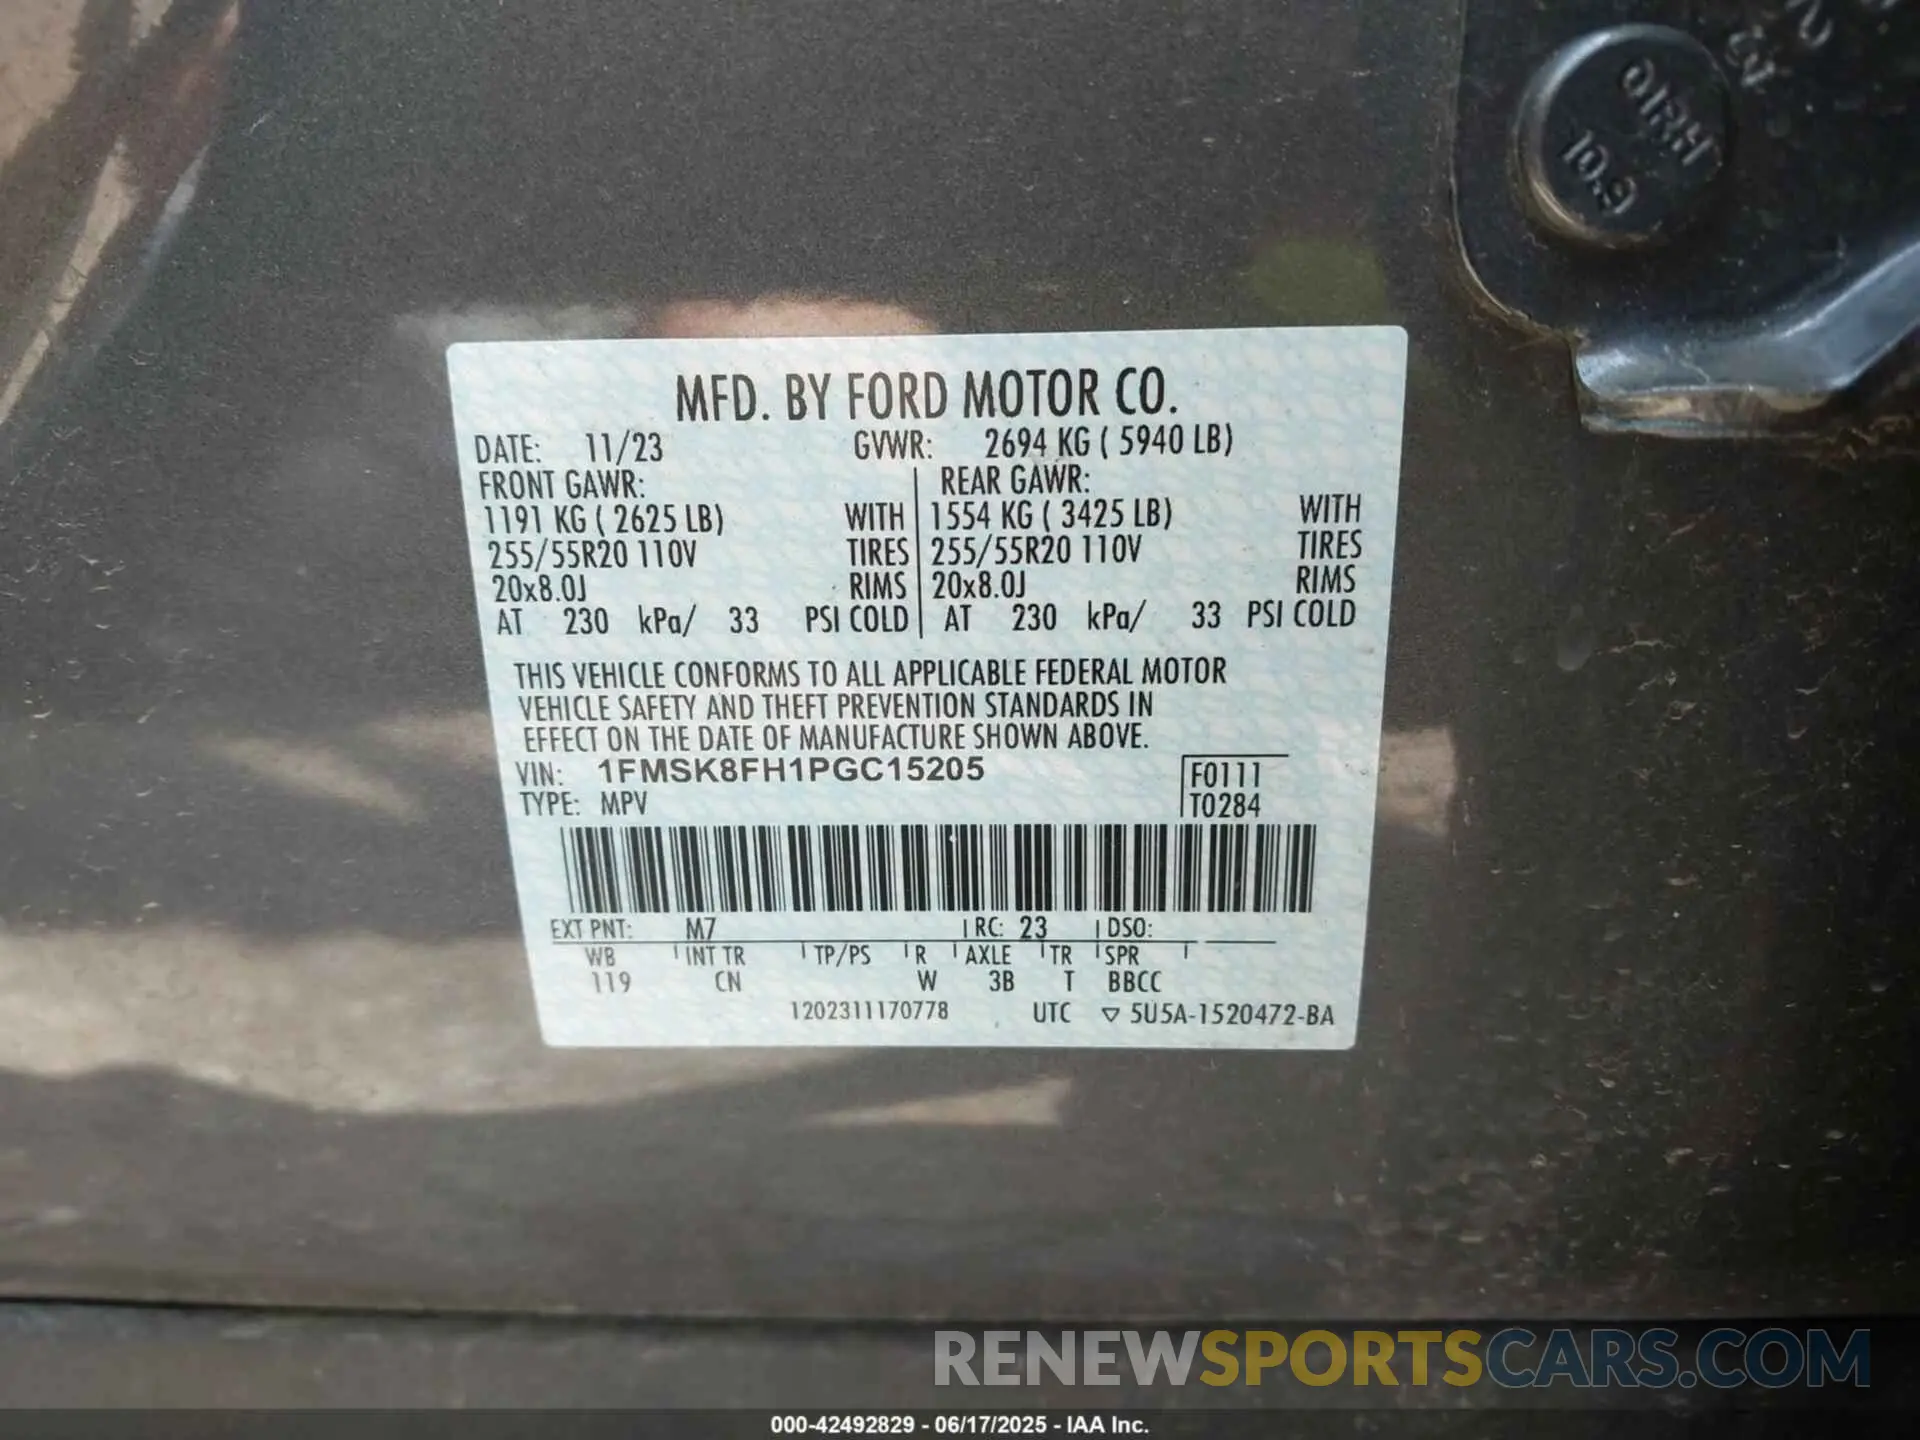 OIRH
10.9
MFD. BY FORD MOTOR CO.
DATE: 11/23 GVWR: 2694 KG ( 5940 LB)
FRONT GAWR: REAR GAWR:
1191 KG ( 2625 LB) WITH 1554 KG ( 3425 LB) WITH
255/55R20 110V TIRES 255/55R20 110V TIRES
20x8.0J RIMS 20x8.0J RIMS
AT 230 kPa/ 33 PSI COLD AT 230 kPa/ 33 PSI COLD
THIS VEHICLE CONFORMS TO ALL APPLICABLE FEDERAL MOTOR
VEHICLE SAFETY AND THEFT PREVENTION STANDARDS IN
EFFECT ON THE DATE OF MANUFACTURE SHOWN ABOVE.
VIN: 1FMSK8FH1PGC15205 F0111
TYPE: MPV T0284
EXT PNT: M7 RC: 23 DSO:
WB INT TR TP/PS R AXLE TR SPR
119 CN W 3B T BBCC
1202311170778 UTC ▽ 5U5A-1520472-BA
RENEWSPORTSCARS.COM
000-42492829 - 06/17/2025 - IAA Inc.